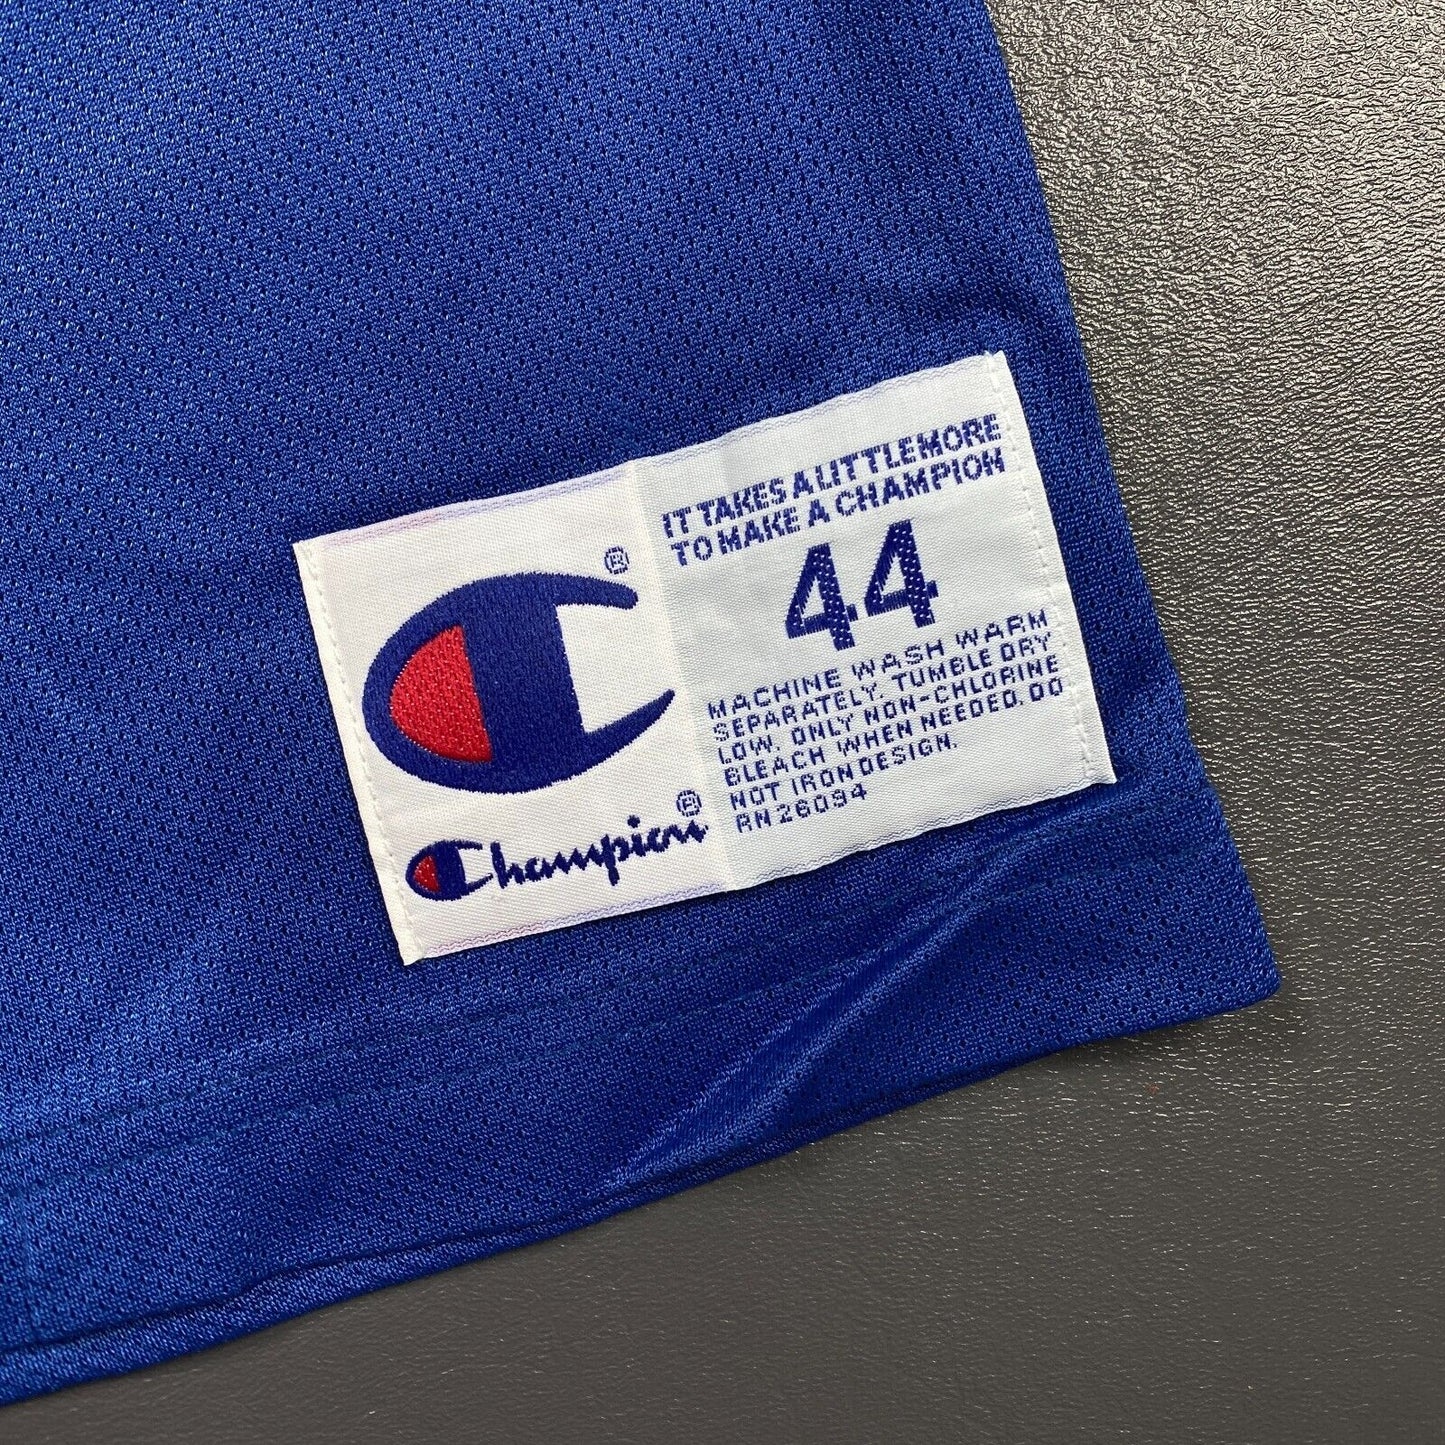 ®
Champion®
IT TAKES A LITTLE MORE
TO MAKE A CHAMPION
44
MACHINE WASH WARM
SEPARATELY. TUMBLE DRY
LOW. ONLY NON-CHLORINE
BLEACH WHEN NEEDED. DO
NOT IRON DESIGN.
RN 26094